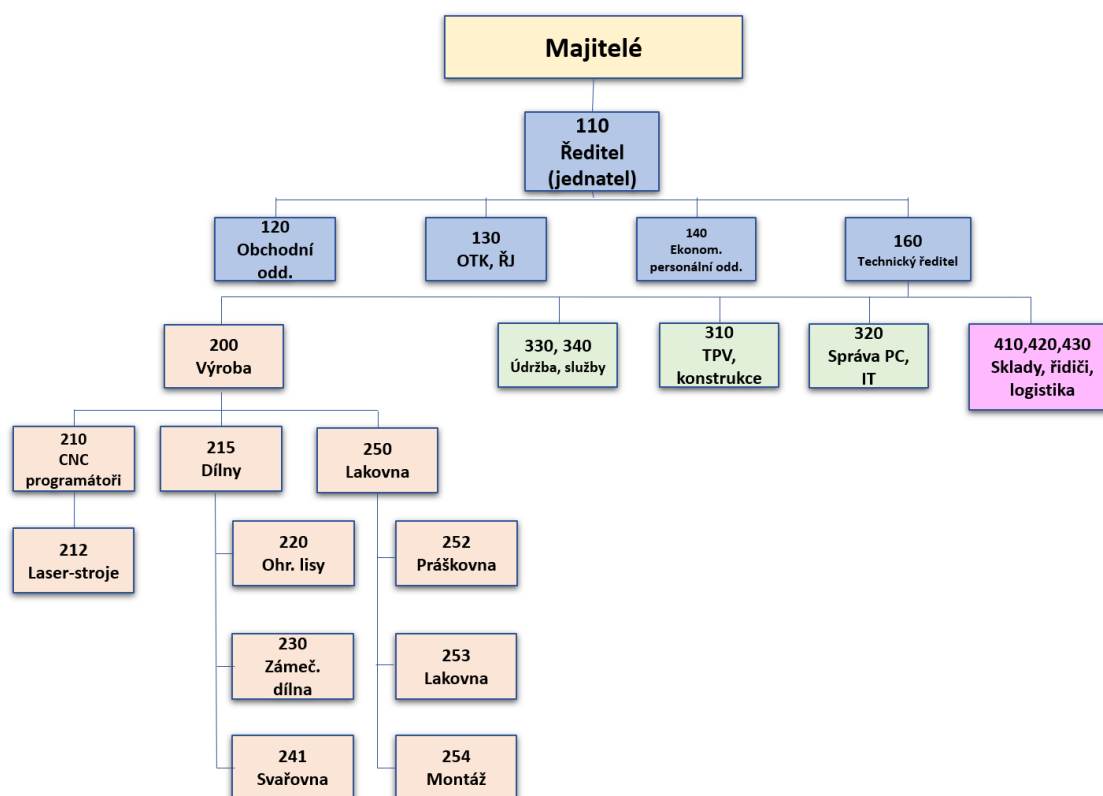 Majitelé
110
Ředitel
(jednatel)
120
Obchodní
odd.
130
OTK, ŘJ
140
Ekonom.
personální odd.
160
Technický ředitel
200
Výroba
330, 340
Údržba, služby
310
TPV,
konstrukce
320
Správa PC,
IT
410,420,430
Sklady, řidiči,
logistika
210
CNC
programátoři
215
Dílny
250
Lakovna
212
Laser-stroje
220
Ohr. lisy
252
Práškovna
230
Zámeč.
dílna
253
Lakovna
241
Svařovna
254
Montáž